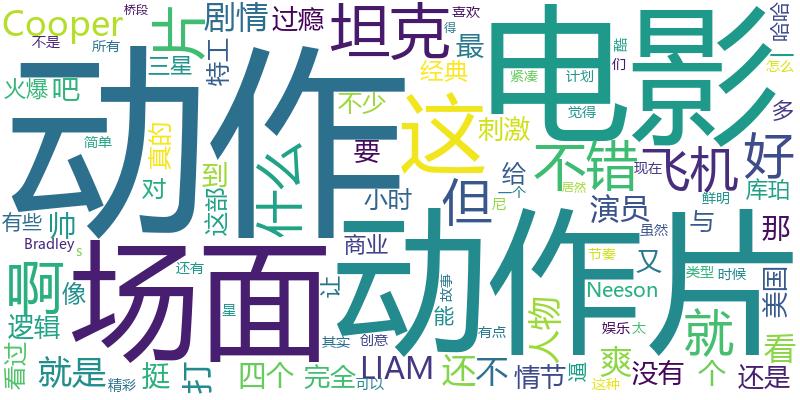 桥段
喜欢
Cooper
片
剧情
过瘾
坦克
得
电影
哈哈
不是
所有
动作
三星
特工
最
们
一
火爆
吧
经典
紧凑
计划
怎么
这
不少
觉得
多
简单
真的
刺激
不错
飞机
好
什么
要
现在
对
到
这部
给
居然
鲜明
库珀
小时
但
一个
演员
与
那
有些
帅
尼
虽然
Bradley
s
商业
场面
动作片
节奏
又
美国
啊
像
还有
让
故事
能
Neeson
类型
时候
逻辑
星
人物
就
娱乐
太
有点
看过
其实
创意
看
就是
挺
打
四个
完全
LIAM
还
不
情节
逼
爽
没有
个
还是
精彩
可以
这种